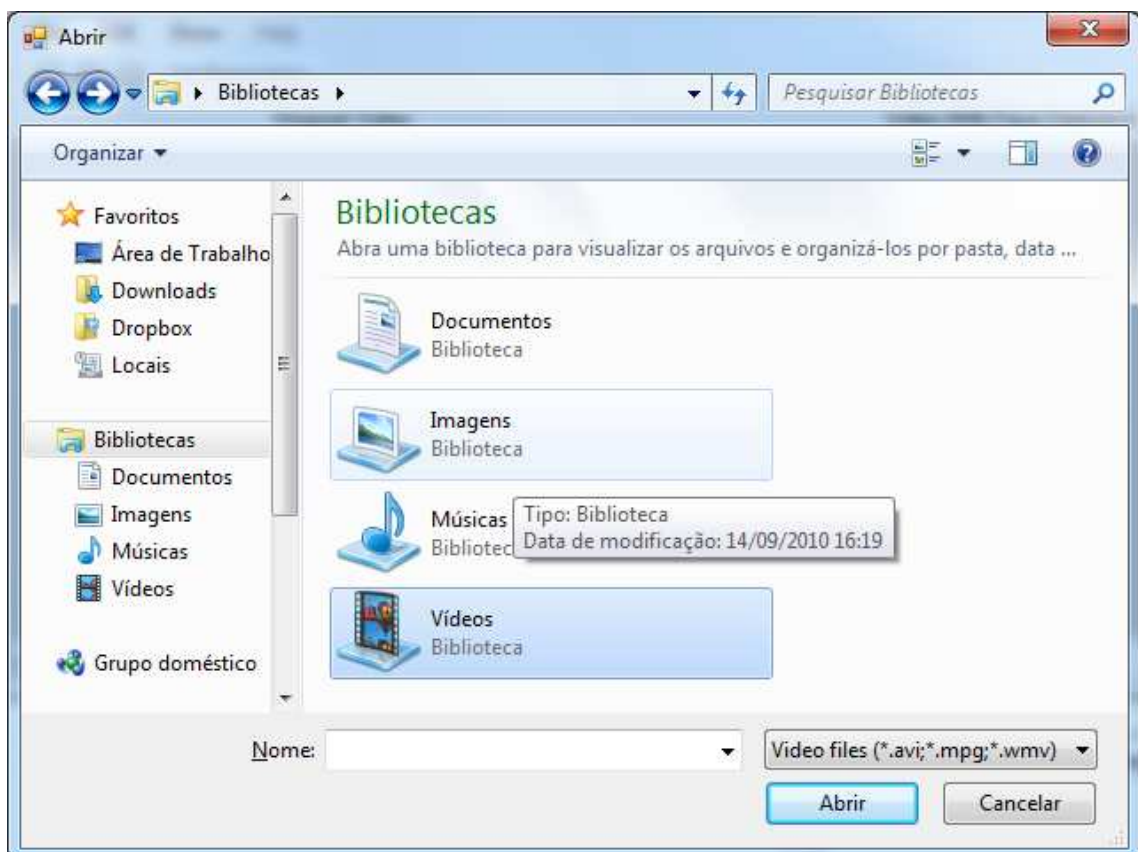 Abrir
Bibliotecas
Pesquisar Bibliotecas
Organizar
Favoritos
Área de Trabalho
Downloads
Dropbox
Locais
Bibliotecas
Documentos
Imagens
Músicas
Vídeos
Grupo doméstico
Bibliotecas
Abra uma biblioteca para visualizar os arquivos e organizá-los por pasta, data ...
Documentos
Biblioteca
Imagens
Biblioteca
Músicas
Bibliotec
Tipo: Biblioteca
Data de modificação: 14/09/2010 16:19
Vídeos
Biblioteca
Nome:
Video files (*.avi;*.mpg;*.wmv)
Abrir
Cancelar